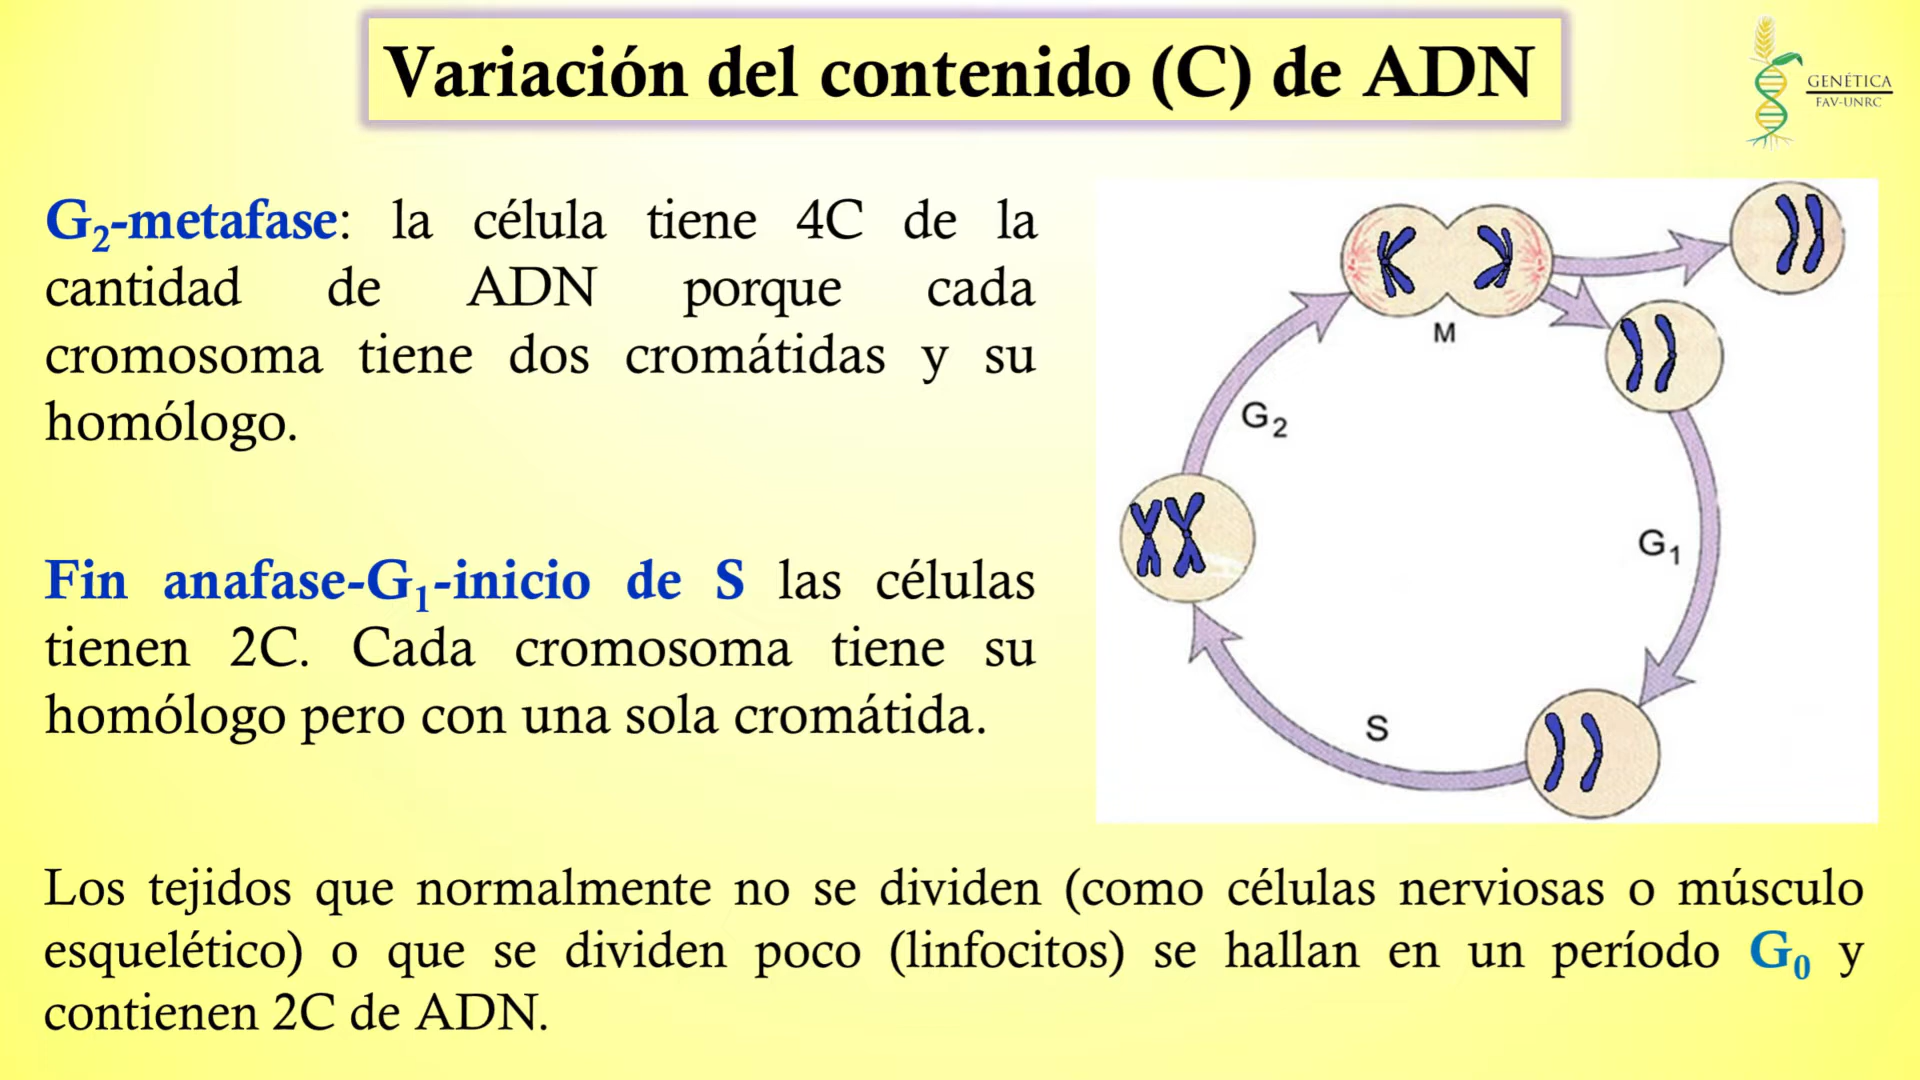 Variación del contenido (C) de ADN
GENÉTICA
FAV-UNRC
G₂-metafase: la célula tiene 4C de la
cantidad de ADN porque cada
cromosoma tiene dos cromátidas y su
homólogo.
Fin anafase-G₁-inicio de S las células
tienen 2C. Cada cromosoma tiene su
homólogo pero con una sola cromátida.
M
G₂
G₁
S
Los tejidos que normalmente no se dividen (como células nerviosas o músculo
esquelético) o que se dividen poco (linfocitos) se hallan en un período G₀ y
contienen 2C de ADN.